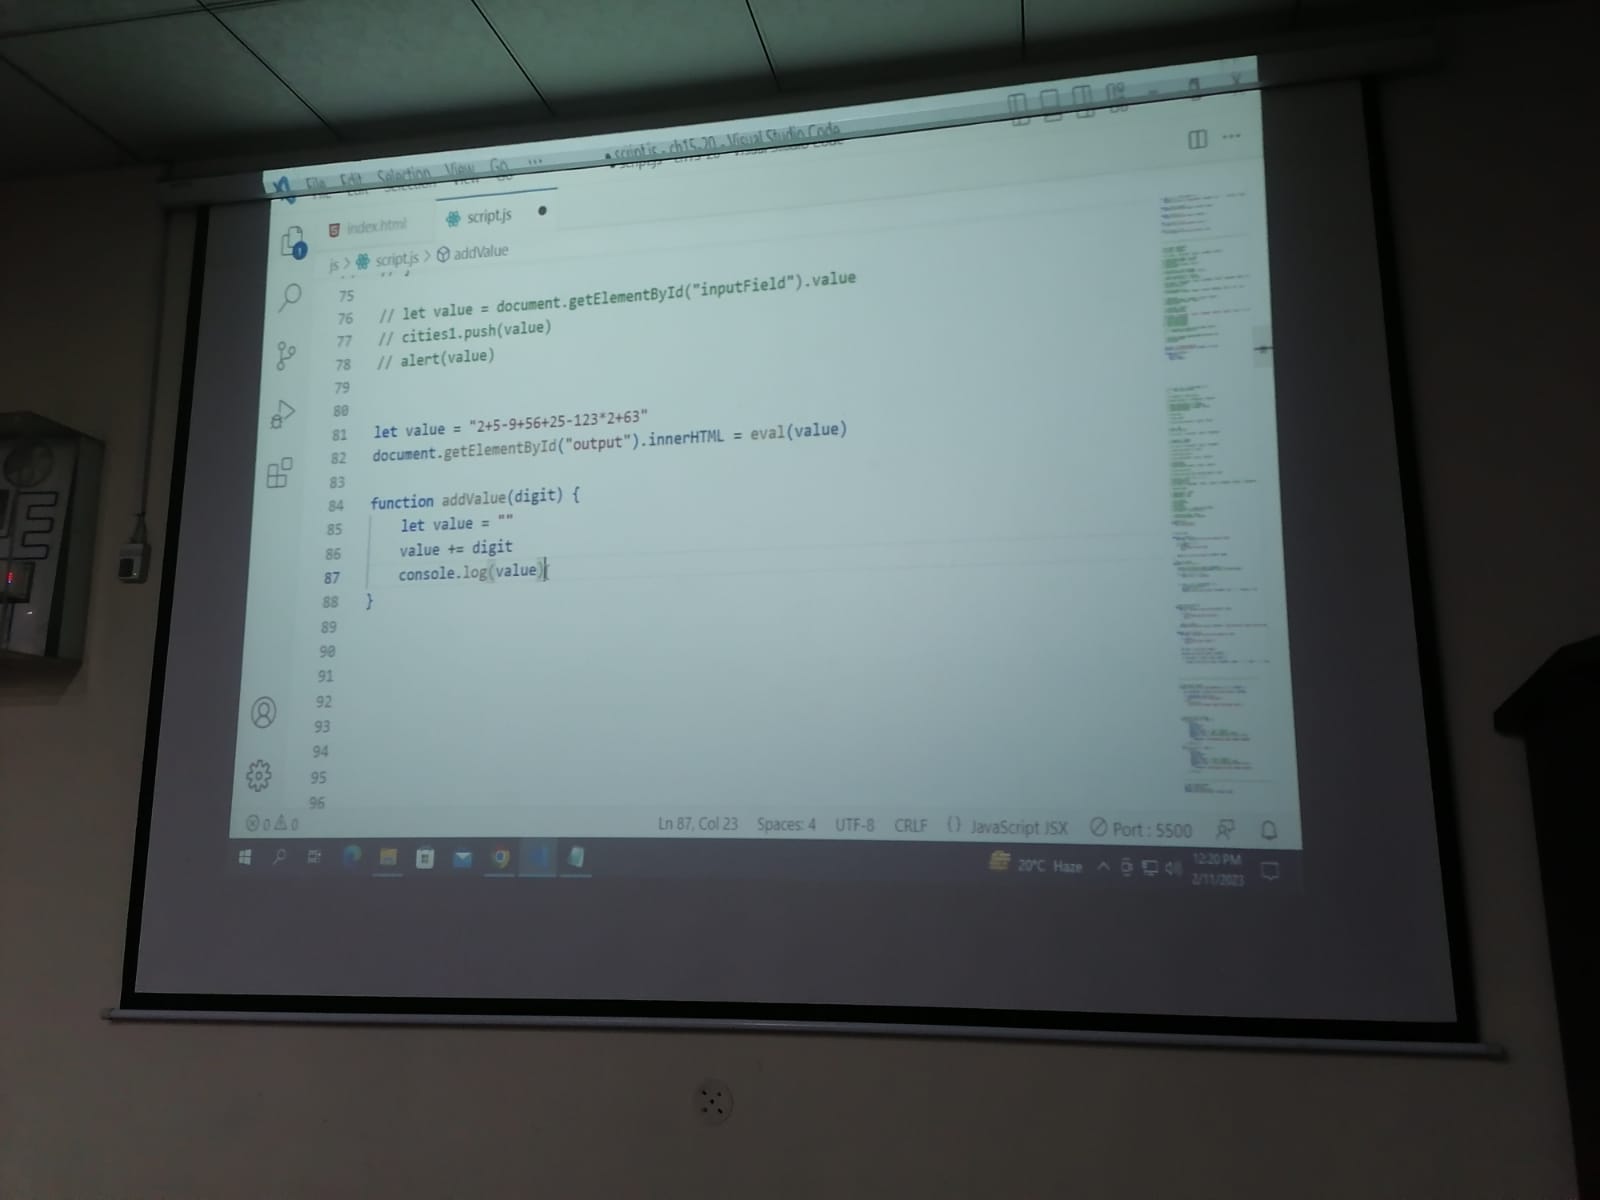 File Edit Selection View Go ...
● script.js - ch15-20 - Visual Studio Code
index.html
script.js ●
js > script.js > addValue
75
76 // let value = document.getElementById("inputField").value
77 // cities1.push(value)
78 // alert(value)
79
80
81 let value = "2+5-9+56+25-123*2+63"
82 document.getElementById("output").innerHTML = eval(value)
83
84 function addValue(digit) {
85 let value = ""
86 value += digit
87 console.log(value)
88 }
89
90
91
92
93
94
95
96
0 0
Ln 87, Col 23 Spaces: 4 UTF-8 CRLF {} JavaScript JSX Port : 5500
20°C Haze
12:20 PM
2/11/2023